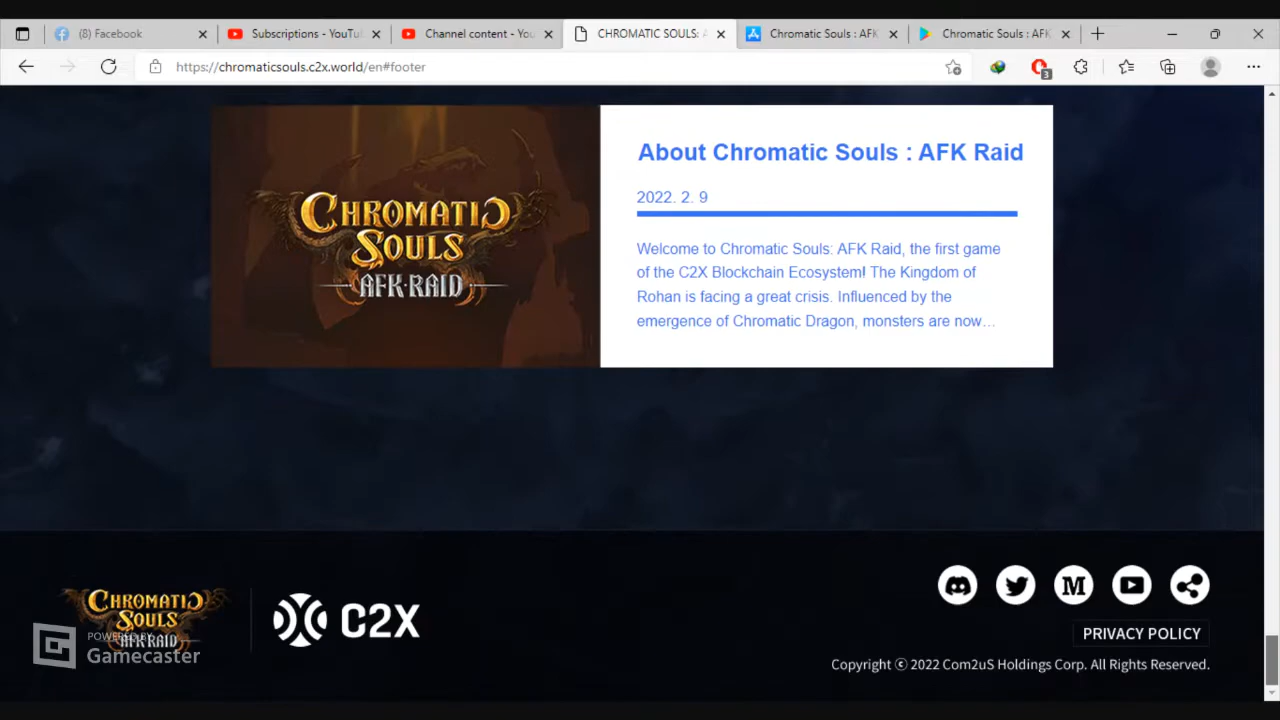 (8) Facebook
Subscriptions - YouTu
Channel content - You
CHROMATIC SOULS: A
Chromatic Souls : AFK
Chromatic Souls : AFK
https://chromaticsouls.c2x.world/en#footer
3
CHROMATIC
SOULS
AFK·RAID
About Chromatic Souls : AFK Raid
2022. 2. 9
Welcome to Chromatic Souls: AFK Raid, the first game
of the C2X Blockchain Ecosystem! The Kingdom of
Rohan is facing a great crisis. Influenced by the
emergence of Chromatic Dragon, monsters are now…
CHROMATIC
SOULS
AFK·RAID
POWERED BY
Gamecaster
C2X
M
PRIVACY POLICY
Copyright ⓒ 2022 Com2uS Holdings Corp. All Rights Reserved.